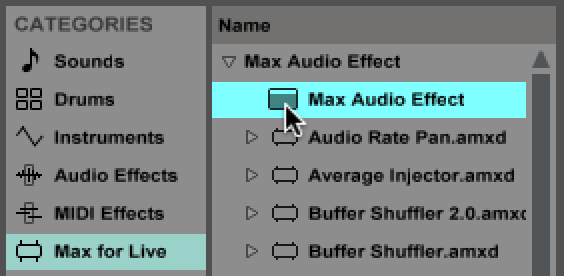 CATEGORIES
Sounds
Drums
Instruments
Audio Effects
MIDI Effects
Max for Live
Name
Max Audio Effect
Max Audio Effect
Audio Rate Pan.amxd
Average Injector.amxd
Buffer Shuffler 2.0.amxc
Buffer Shuffler.amxd